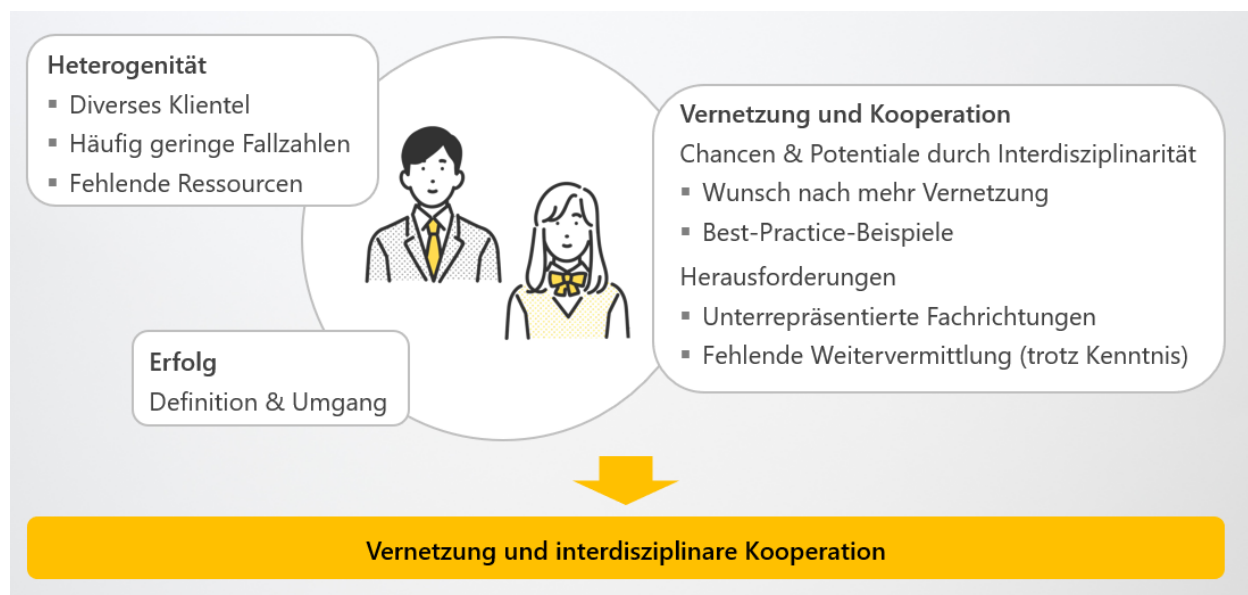 Heterogenität
▪ Diverses Klientel
▪ Häufig geringe Fallzahlen
▪ Fehlende Ressourcen
Erfolg
Definition & Umgang
Vernetzung und Kooperation
Chancen & Potentiale durch Interdisziplinarität
▪ Wunsch nach mehr Vernetzung
▪ Best-Practice-Beispiele
Herausforderungen
▪ Unterrepräsentierte Fachrichtungen
▪ Fehlende Weitervermittlung (trotz Kenntnis)
Vernetzung und interdisziplinare Kooperation